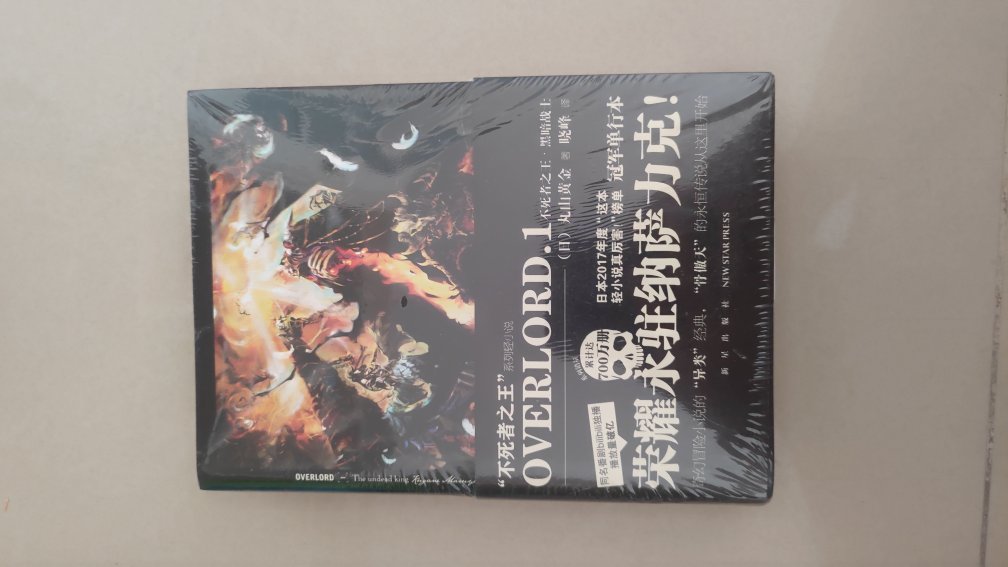 OVERLORD - The undead king
“不死者之王” 系列轻小说
OVERLORD.1
不死者之王·黑暗战士
（日）丸山黄金 著 晓峰 译
同名番剧bilibili独播
播放量破亿
累计达
700万册
日本2017年度“这本
轻小说真厉害”榜单
冠军单行本
荣耀永驻纳萨力克！
奇幻冒险小说的“异类”经典，“骨傲天”的永恒传说从这里开始
新星出版社 NEW STAR PRESS